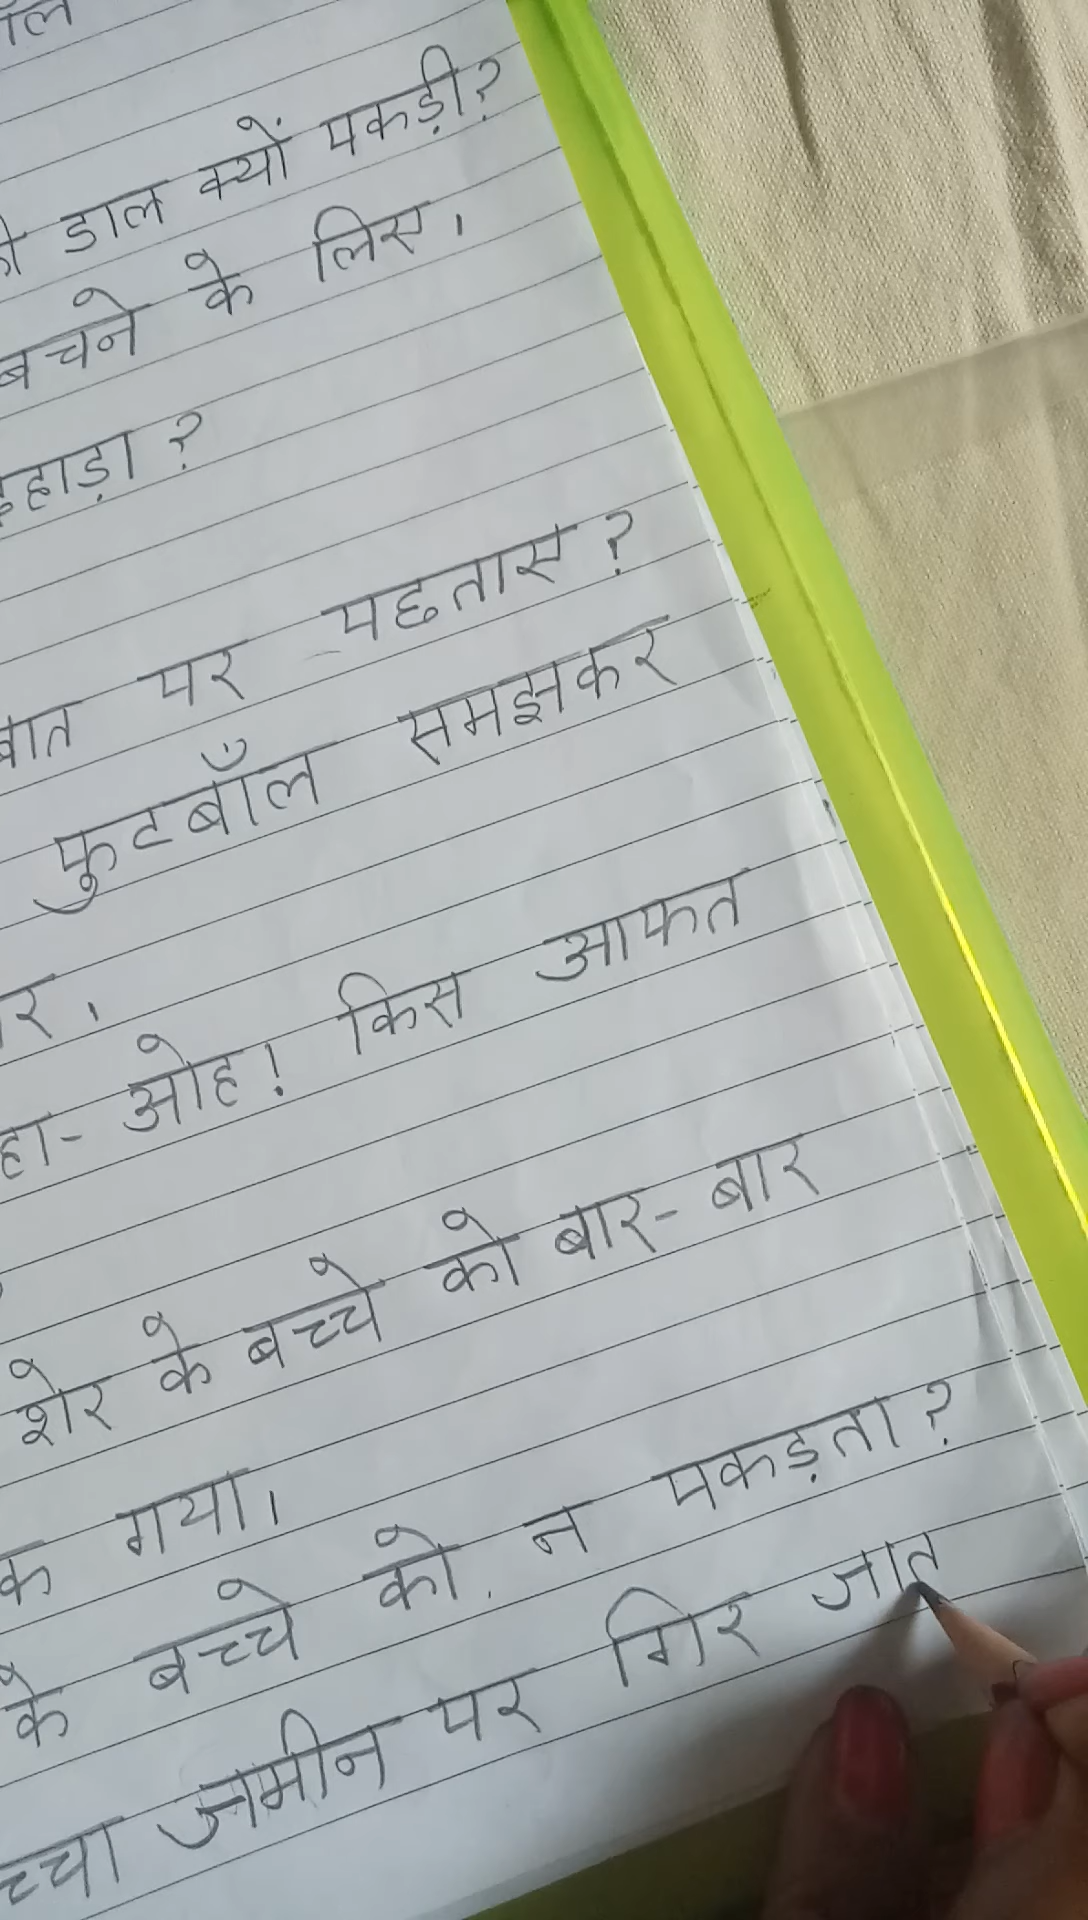 डाल क्यों पकड़ी?
बचने के लिए।
पर पछताए?
फुटबॉल समझकर
ओह! किस आफत
शेर के बच्चे को बार-बार
गया।
के बच्चे को न पकड़ता?
जमीन पर गिर जात